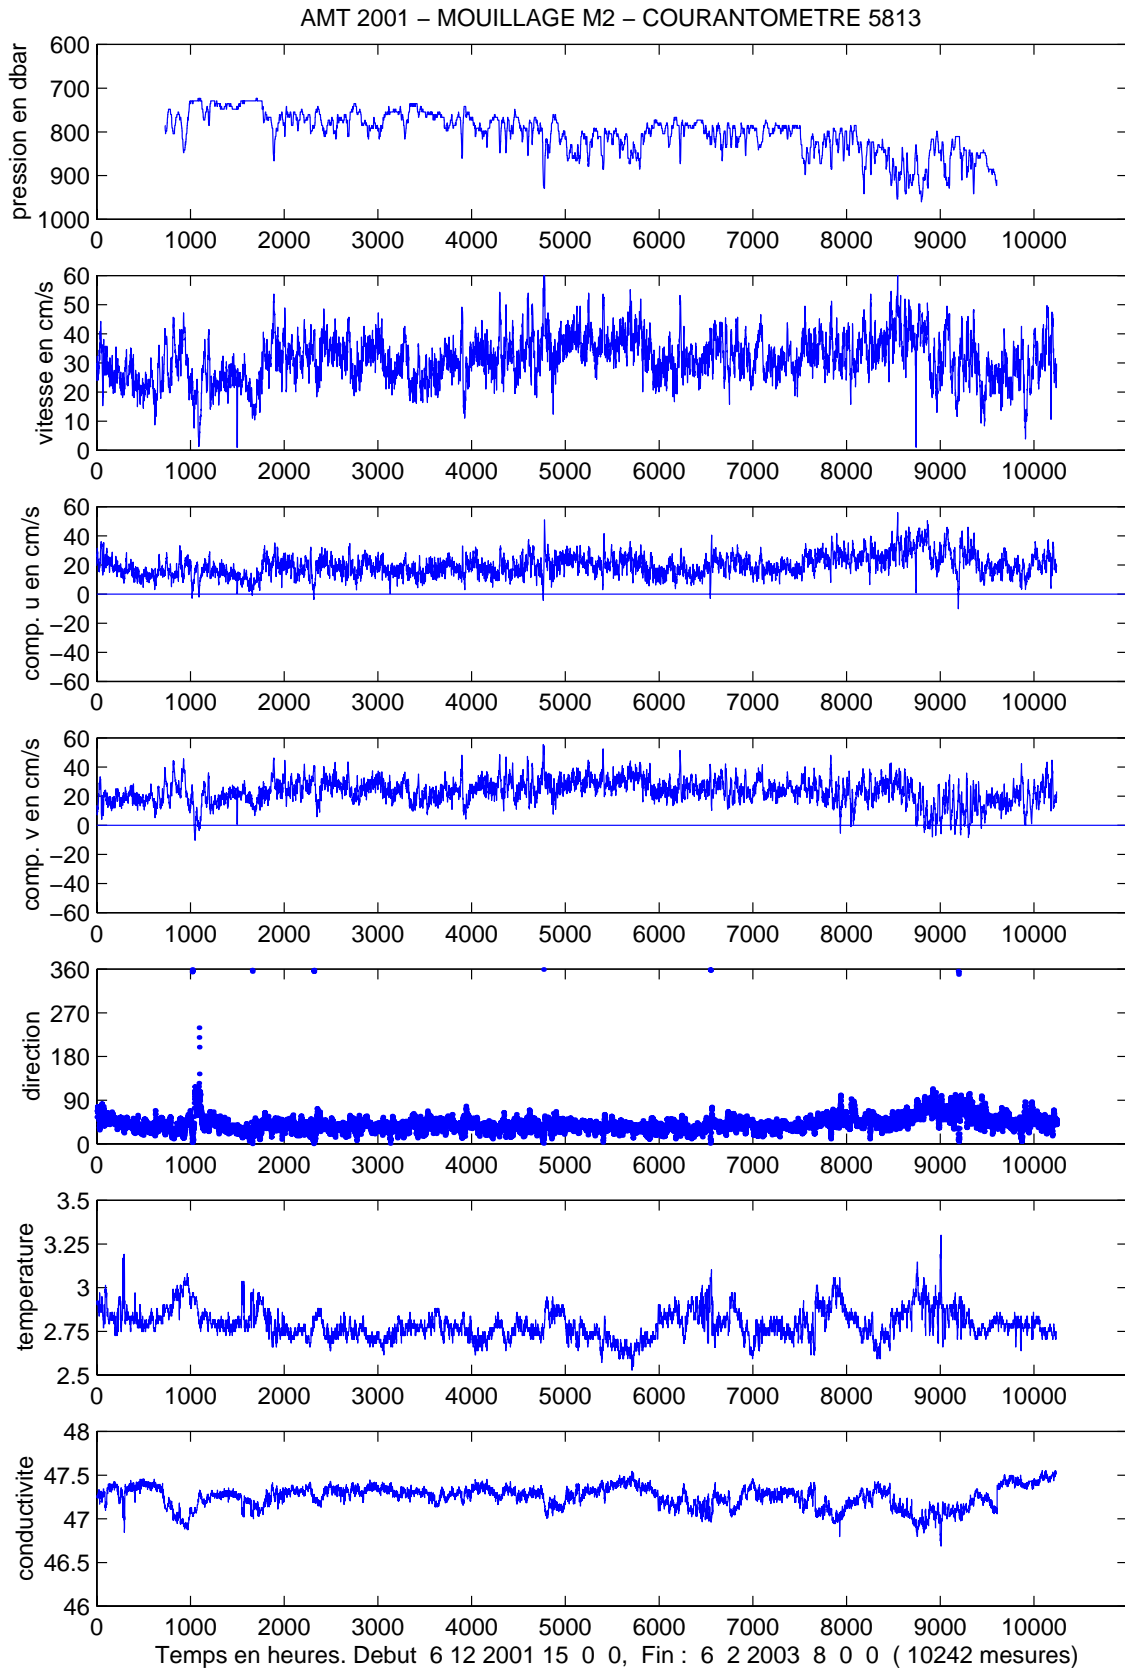 AMT 2001 − MOUILLAGE M2 − COURANTOMETRE 5813
pression en dbar
600
700
800
900
1000
0 1000 2000 3000 4000 5000 6000 7000 8000 9000 10000
vitesse en cm/s
60
50
40
30
20
10
0
0 1000 2000 3000 4000 5000 6000 7000 8000 9000 10000
comp. u en cm/s
60
40
20
0
−20
−40
−60
0 1000 2000 3000 4000 5000 6000 7000 8000 9000 10000
comp. v en cm/s
60
40
20
0
−20
−40
−60
0 1000 2000 3000 4000 5000 6000 7000 8000 9000 10000
direction
360
270
180
90
0
0 1000 2000 3000 4000 5000 6000 7000 8000 9000 10000
temperature
3.5
3.25
3
2.75
2.5
0 1000 2000 3000 4000 5000 6000 7000 8000 9000 10000
conductivite
48
47.5
47
46.5
46
0 1000 2000 3000 4000 5000 6000 7000 8000 9000 10000
Temps en heures. Debut 6 12 2001 15 0 0, Fin : 6 2 2003 8 0 0 ( 10242 mesures)